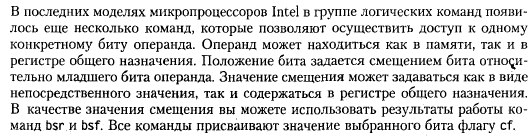 В последних моделях микропроцессоров Intel в группе логических команд появи-
лось еще несколько команд, которые позволяют осуществить доступ к одному
конкретному биту операнда. Операнд может находиться как в памяти, так и в
регистре общего назначения. Положение бита задается смещением бита относи-
тельно младшего бита операнда. Значение смещения может задаваться как в виде
непосредственного значения, так и содержаться в регистре общего назначения.
В качестве значения смещения вы можете использовать результаты работы ко-
манд bsr и bsf. Все команды присваивают значение выбранного бита флагу cf.